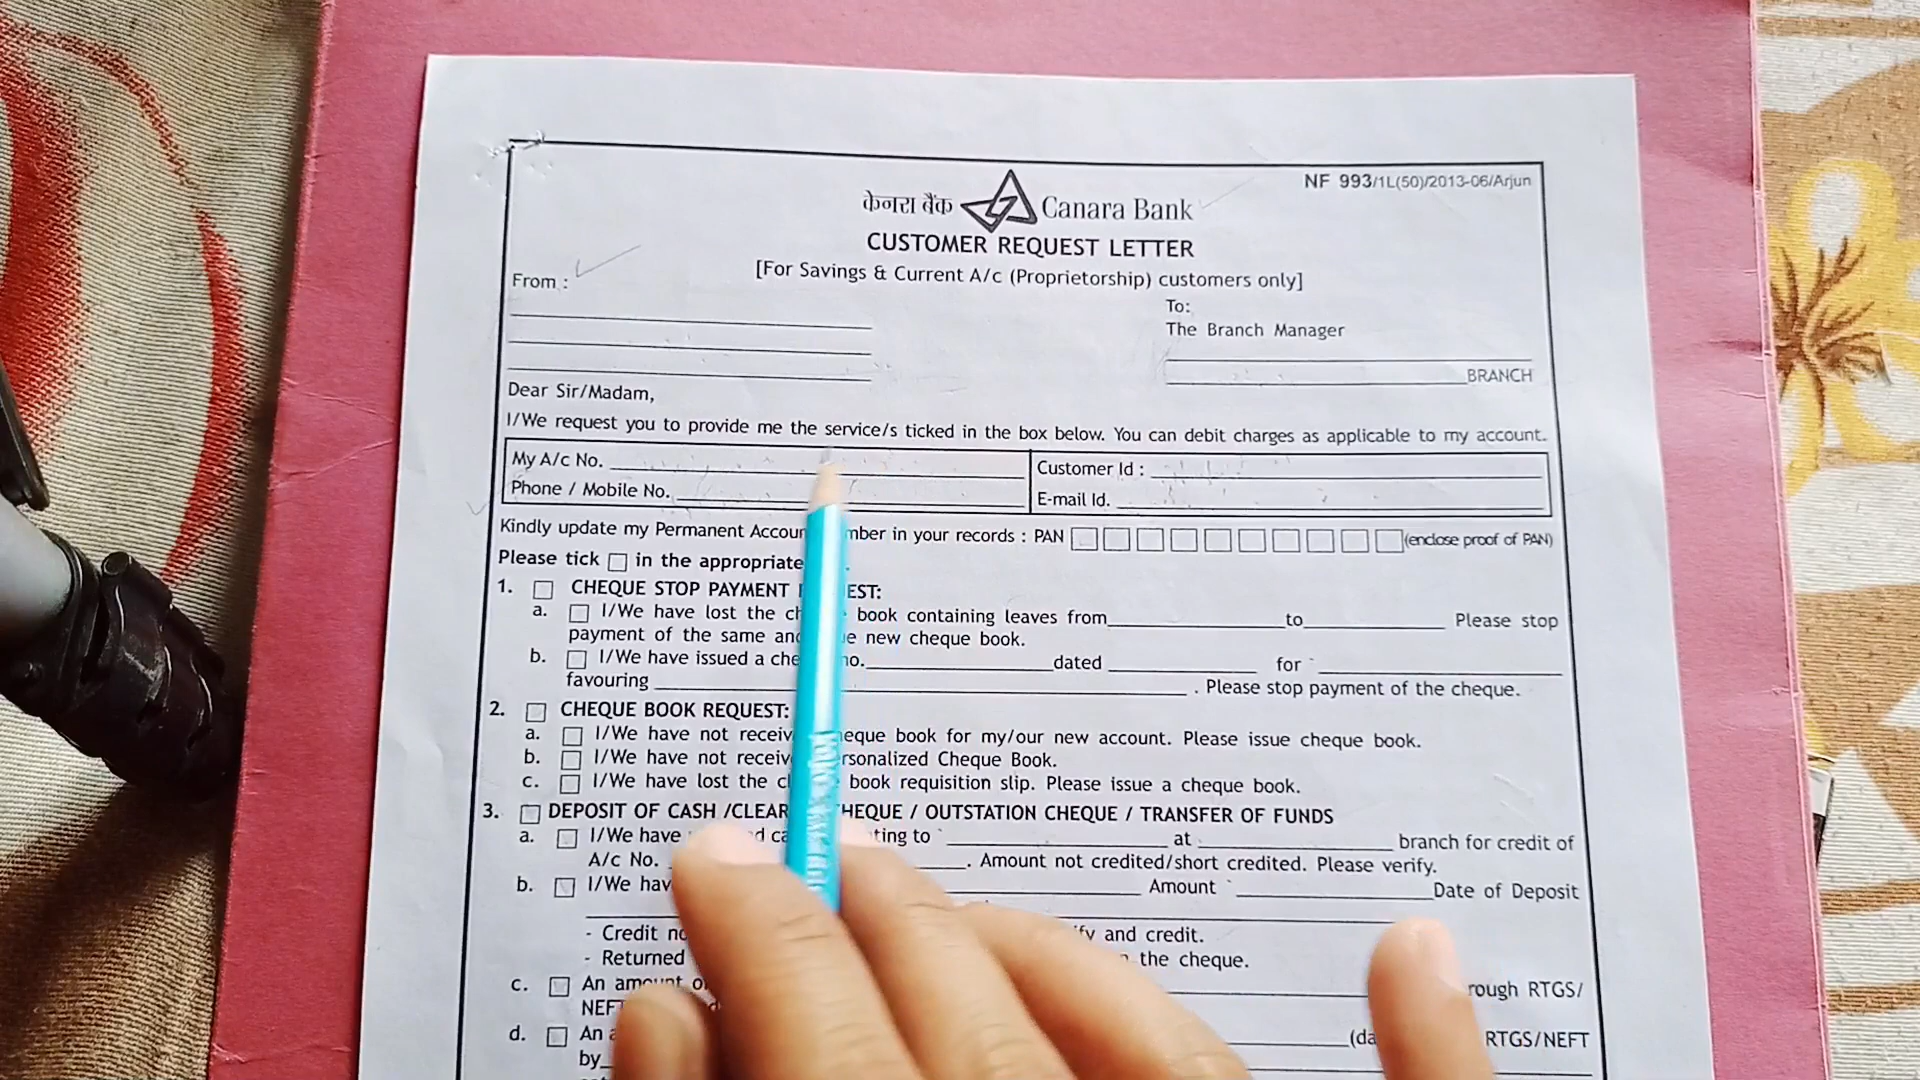 NF 993/1L(50)/2013-06/Arjun
केनरा बैंक Canara Bank
CUSTOMER REQUEST LETTER
[For Savings & Current A/c (Proprietorship) customers only]
From :
To:
The Branch Manager
BRANCH
Dear Sir/Madam,
I/We request you to provide me the service/s ticked in the box below. You can debit charges as applicable to my account.
My A/c No. Customer Id :
Phone / Mobile No. E-mail Id.
Kindly update my Permanent Accou mber in your records : PAN (enclose proof of PAN)
Please tick in the appropriate
1. CHEQUE STOP PAYMENT EST:
a. I/We have lost the ch book containing leaves from to Please stop
payment of the same and new cheque book.
b. I/We have issued a che no. dated for
favouring . Please stop payment of the cheque.
2. CHEQUE BOOK REQUEST:
a. I/We have not receiv eque book for my/our new account. Please issue cheque book.
b. I/We have not receiv rsonalized Cheque Book.
c. I/We have lost the c book requisition slip. Please issue a cheque book.
3. DEPOSIT OF CASH /CLEAR HEQUE / OUTSTATION CHEQUE / TRANSFER OF FUNDS
a. I/We have d ca ting to at branch for credit of
A/c No. . Amount not credited/short credited. Please verify.
b. I/We hav Amount Date of Deposit
- Credit no fy and credit.
- Returned the cheque.
c. An amount o rough RTGS/
NEF
d. An a (da RTGS/NEFT
by